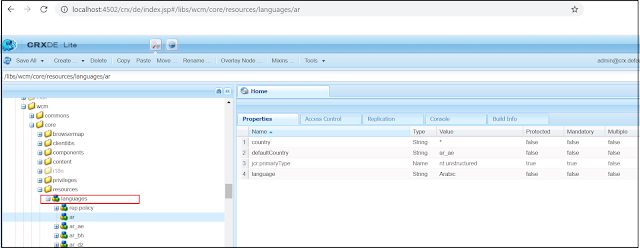 localhost:4502/crx/de/index.jsp#/libs/wcm/core/resources/languages/ar
CRXDE Lite
Save All Create ... Delete Copy Paste Move ... Rename ... Overlay Node ... Mixins ... Tools admin@crx.defa
/libs/wcm/core/resources/languages/ar
wcm
commons
core
browsermap
clientlibs
components
content
i18n
privileges
resources
languages
rep:policy
ar
ar_ae
ar_bh
ar_dz
Home
Properties Access Control Replication Console Build Info
Name Type Value Protected Mandatory Multiple
1 country String * false false false
2 defaultCountry String ar_ae false false false
3 jcr:primaryType Name nt:unstructured true true false
4 language String Arabic false false false